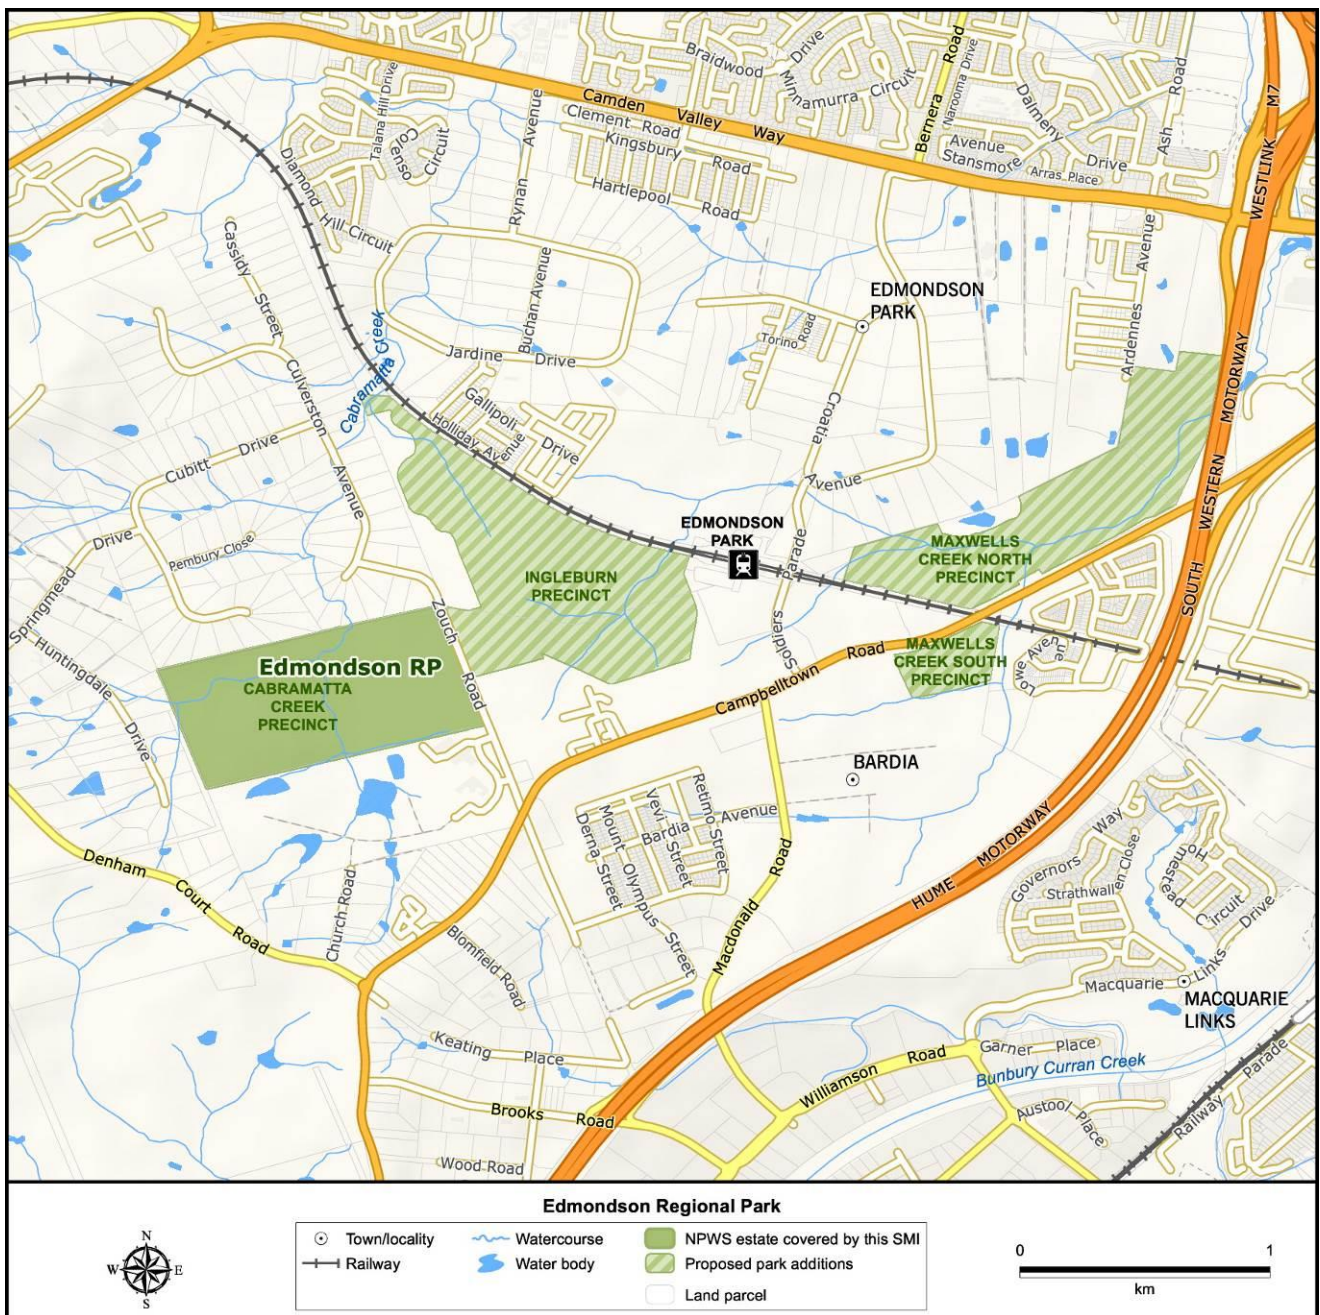 Braidwood Drive
Minnamurra Circuit
Bernera Road
Narooma Drive
Dalmeny Drive
Ash Road
WESTLINK M7
Talana Hill Drive
Colenso Circuit
Rynan Avenue
Camden Valley Way
Clement Road
Kingsbury Road
Hartlepool Road
Avenue
Stansmore
Arras Place
Diamond Hill Circuit
Cassidy Street
Buchan Avenue
EDMONDSON
PARK
Torino Road
Ardennes Avenue
Cabramatta Creek
Jardine Drive
Culverston Avenue
Gallipoli Drive
Holliday Avenue
Croatia Avenue
SOUTH WESTERN MOTORWAY
Cubitt Drive
Springmead Drive
Pembury Close
EDMONDSON
PARK
Soldiers Parade
MAXWELLS
CREEK NORTH
PRECINCT
INGLEBURN
PRECINCT
Zouch Road
Huntingdale Drive
Edmondson RP
CABRAMATTA
CREEK
PRECINCT
MAXWELLS
CREEK SOUTH
PRECINCT
Lowe Avenue
Campbelltown Road
BARDIA
Retimo Street
Vevi Street
Bardia Avenue
Mount Olympus Street
Derna Street
Macdonald Road
HUME MOTORWAY
Governors Way
Strathwallen Close
Homestead Circuit
Denham Court Road
Church Road
Blomfield Road
Macquarie Links Drive
MACQUARIE
LINKS
Keating Place
Williamson Road
Garner Place
Bunbury Curran Creek
Brooks Road
Austool Place
Railway Parade
Wood Road
Edmondson Regional Park
N
W E
S
Town/locality
Watercourse
NPWS estate covered by this SMI
Railway
Water body
Proposed park additions
Land parcel
0 1
km